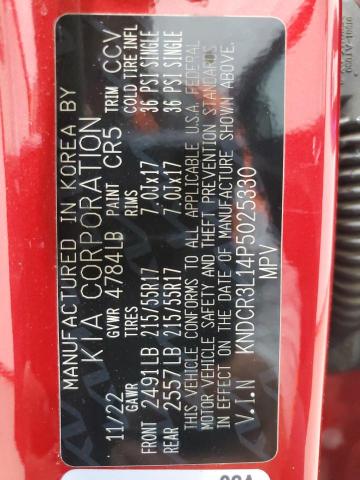 MANUFACTURED IN KOREA BY
KIA CORPORATION
11/22 GVWR 4784LB PAINT CR5 TRIM CCV
GAWR TIRES RIMS COLD TIRE INFL
FRONT 2491LB 215/55R17 7.0Jx17 36 PSI SINGLE
REAR 2557LB 215/55R17 7.0Jx17 36 PSI SINGLE
THIS VEHICLE CONFORMS TO ALL APPLICABLE U.S.A. FEDERAL
MOTOR VEHICLE SAFETY AND THEFT PREVENTION STANDARDS
IN EFFECT ON THE DATE OF MANUFACTURE SHOWN ABOVE.
V.I.N KNDCR3L14P5025330
MPV